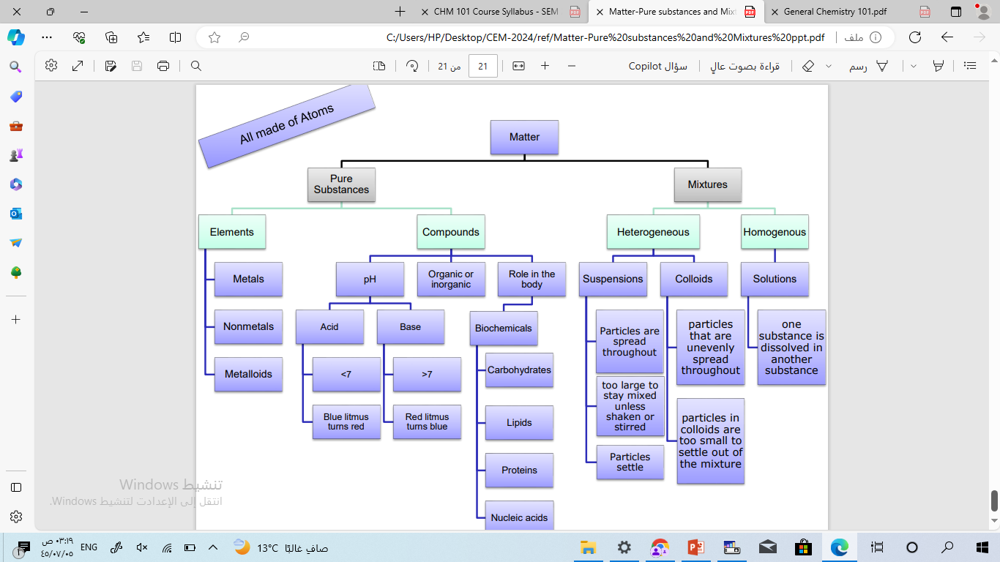 CHM 101 Course Syllabus - SEM
Matter-Pure substances and Mixt
General Chemistry 101.pdf
C:/Users/HP/Desktop/CEM-2024/ref/Matter-Pure%20substances%20and%20Mixtures%20ppt.pdf
ملف
21
من 21
سؤال Copilot
قراءة بصوت عالٍ
رسم
All made of Atoms
Matter
Pure
Substances
Mixtures
Elements
Compounds
Heterogeneous
Homogenous
Metals
pH
Organic or
inorganic
Role in the
body
Suspensions
Colloids
Solutions
Nonmetals
Acid
Base
Biochemicals
Particles are
spread
throughout
particles
that are
unevenly
spread
throughout
one
substance is
dissolved in
another
substance
Metalloids
<7
>7
Carbohydrates
too large to
stay mixed
unless
shaken or
stirred
Blue litmus
turns red
Red litmus
turns blue
Lipids
particles in
colloids are
too small to
settle out of
the mixture
Particles
settle
Proteins
Nucleic acids
تنشيط Windows
انتقل إلى الإعدادت لتنشيط Windows.
٠٣:١٩ ص
٤٥/٠٧/٠٥
ENG
13°C
صافٍ غالبًا